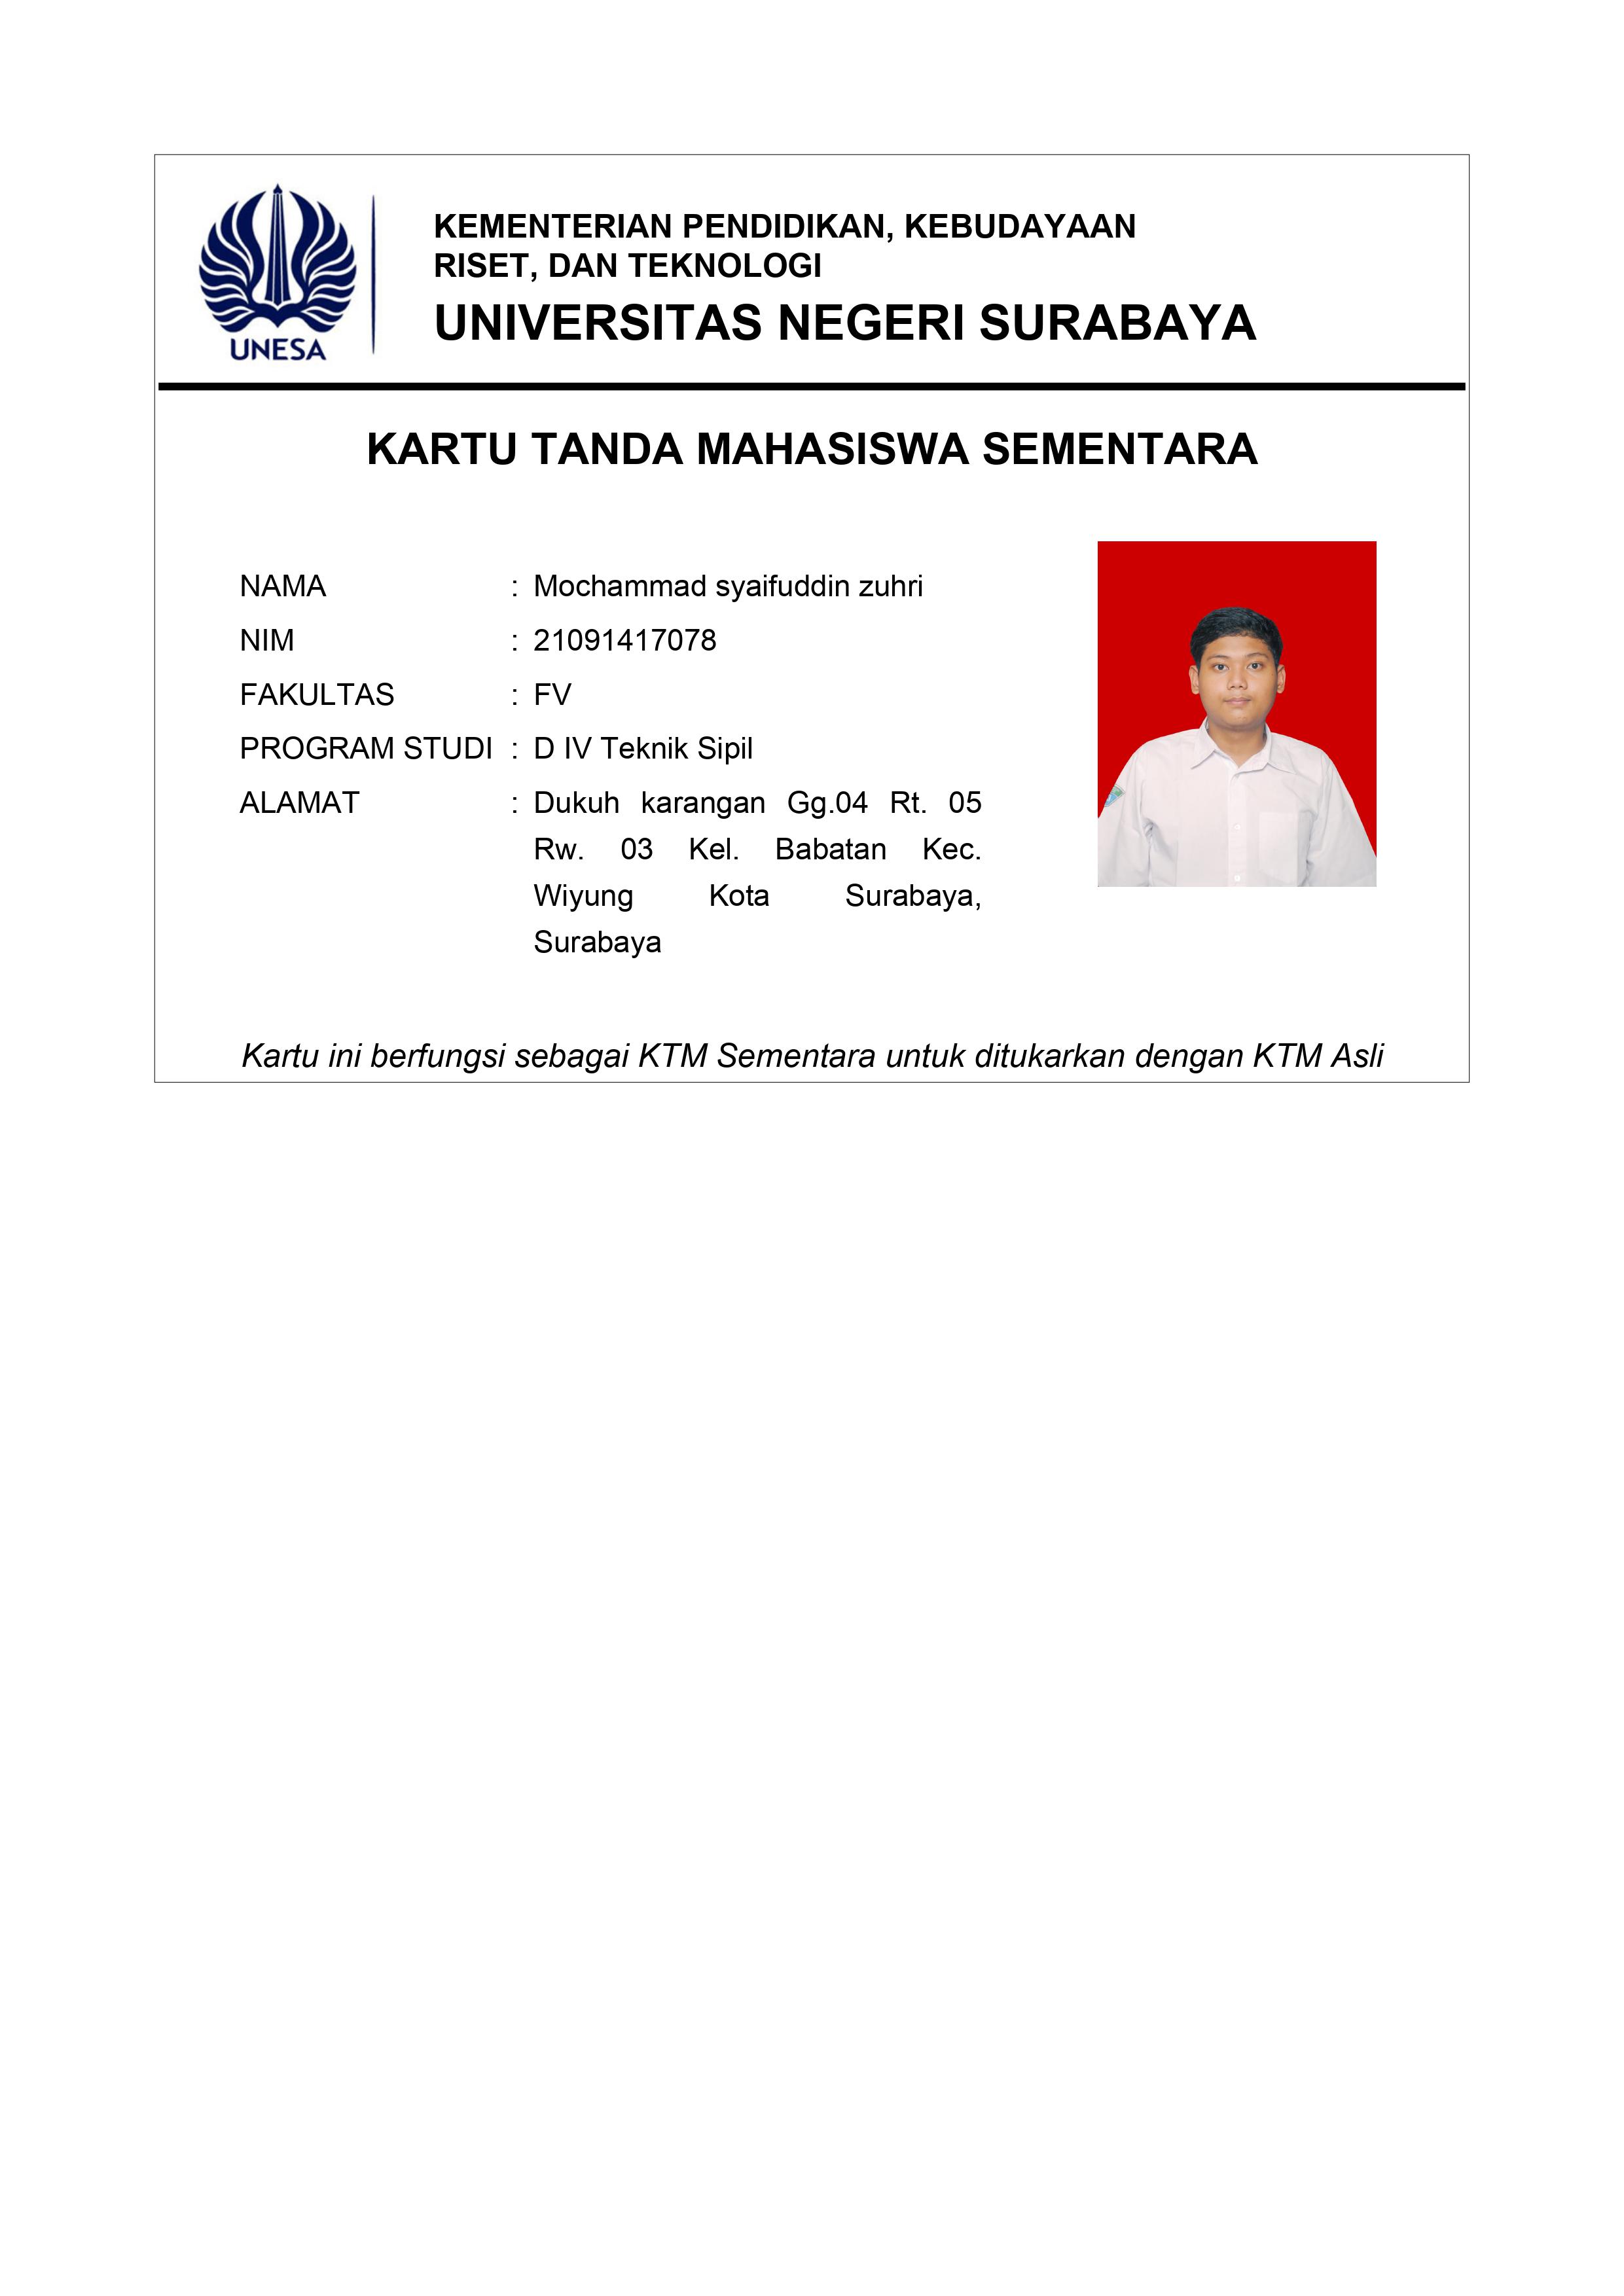 UNESA
KEMENTERIAN PENDIDIKAN, KEBUDAYAAN
RISET, DAN TEKNOLOGI
UNIVERSITAS NEGERI SURABAYA
KARTU TANDA MAHASISWA SEMENTARA
NAMA : Mochammad syaifuddin zuhri
NIM : 21091417078
FAKULTAS : FV
PROGRAM STUDI : D IV Teknik Sipil
ALAMAT : Dukuh karangan Gg.04 Rt. 05
Rw. 03 Kel. Babatan Kec.
Wiyung Kota Surabaya,
Surabaya
Kartu ini berfungsi sebagai KTM Sementara untuk ditukarkan dengan KTM Asli